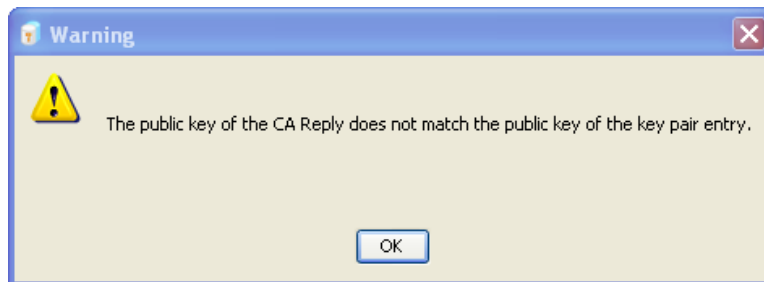 Warning
The public key of the CA Reply does not match the public key of the key pair entry.
OK